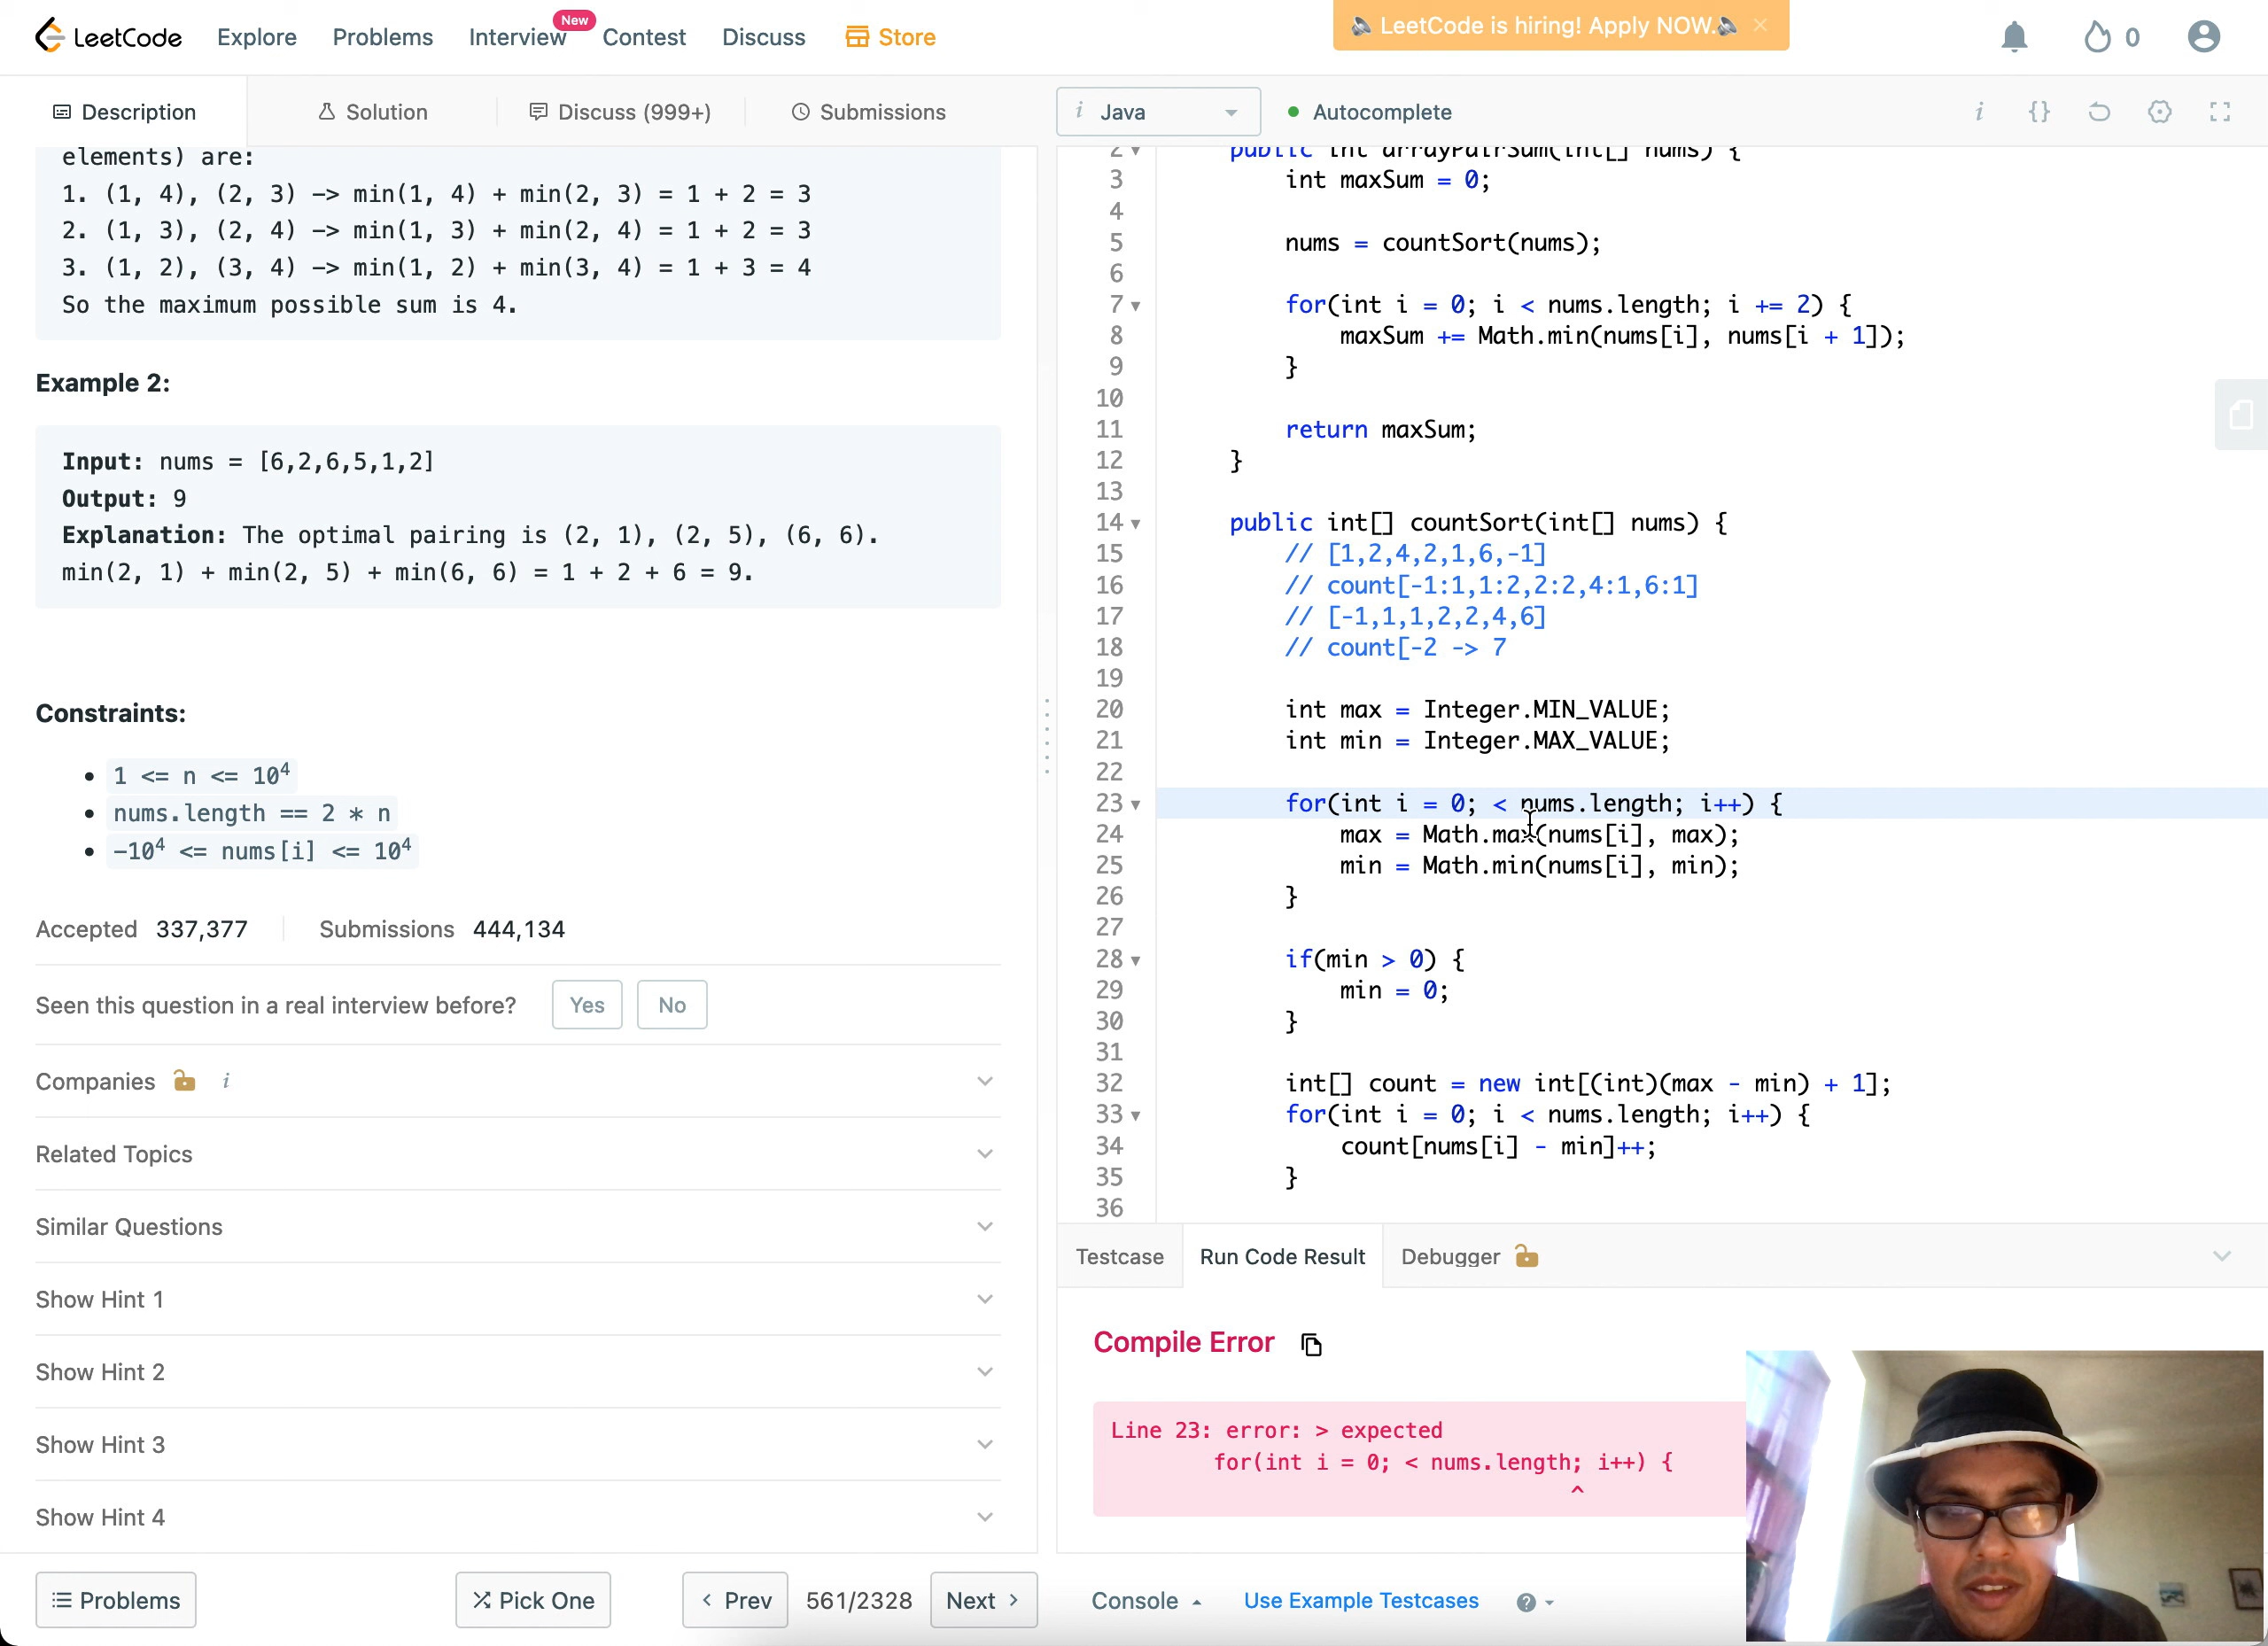 LeetCode
Explore
Problems
Interview
New
Contest
Discuss
Store
LeetCode is hiring! Apply NOW.
0
Description
Solution
Discuss (999+)
Submissions
i Java
Autocomplete
elements) are:
1. (1, 4), (2, 3) -> min(1, 4) + min(2, 3) = 1 + 2 = 3
2. (1, 3), (2, 4) -> min(1, 3) + min(2, 4) = 1 + 2 = 3
3. (1, 2), (3, 4) -> min(1, 2) + min(3, 4) = 1 + 3 = 4
So the maximum possible sum is 4.
Example 2:
Input: nums = [6,2,6,5,1,2]
Output: 9
Explanation: The optimal pairing is (2, 1), (2, 5), (6, 6).
min(2, 1) + min(2, 5) + min(6, 6) = 1 + 2 + 6 = 9.
Constraints:
1 <= n <= 10⁴
nums.length == 2 * n
-10⁴ <= nums[i] <= 10⁴
Accepted 337,377
Submissions 444,134
Seen this question in a real interview before?
Yes
No
Companies
i
Related Topics
Similar Questions
Show Hint 1
Show Hint 2
Show Hint 3
Show Hint 4
Problems
Pick One
Prev
561/2328
Next
2 public int arrayPairSum(int[] nums) {
3 int maxSum = 0;
4
5 nums = countSort(nums);
6
7 for(int i = 0; i < nums.length; i += 2) {
8 maxSum += Math.min(nums[i], nums[i + 1]);
9 }
10
11 return maxSum;
12 }
13
14 public int[] countSort(int[] nums) {
15 // [1,2,4,2,1,6,-1]
16 // count[-1:1,1:2,2:2,4:1,6:1]
17 // [-1,1,1,2,2,4,6]
18 // count[-2 -> 7
19
20 int max = Integer.MIN_VALUE;
21 int min = Integer.MAX_VALUE;
22
23 for(int i = 0; < nums.length; i++) {
24 max = Math.max(nums[i], max);
25 min = Math.min(nums[i], min);
26 }
27
28 if(min > 0) {
29 min = 0;
30 }
31
32 int[] count = new int[(int)(max - min) + 1];
33 for(int i = 0; i < nums.length; i++) {
34 count[nums[i] - min]++;
35 }
36
Testcase
Run Code Result
Debugger
Compile Error
Line 23: error: > expected
for(int i = 0; < nums.length; i++) {
^
Console
Use Example Testcases
?